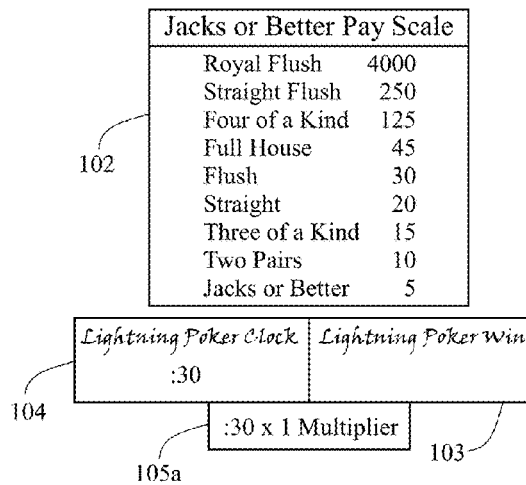 Jacks or Better Pay Scale
Royal Flush 4000
Straight Flush 250
Four of a Kind 125
102
Full House 45
Flush 30
Straight 20
Three of a Kind 15
Two Pairs 10
Jacks or Better 5
Lightning Poker Clock Lightning Poker Win
:30
104
:30 x 1 Multiplier
103
105a